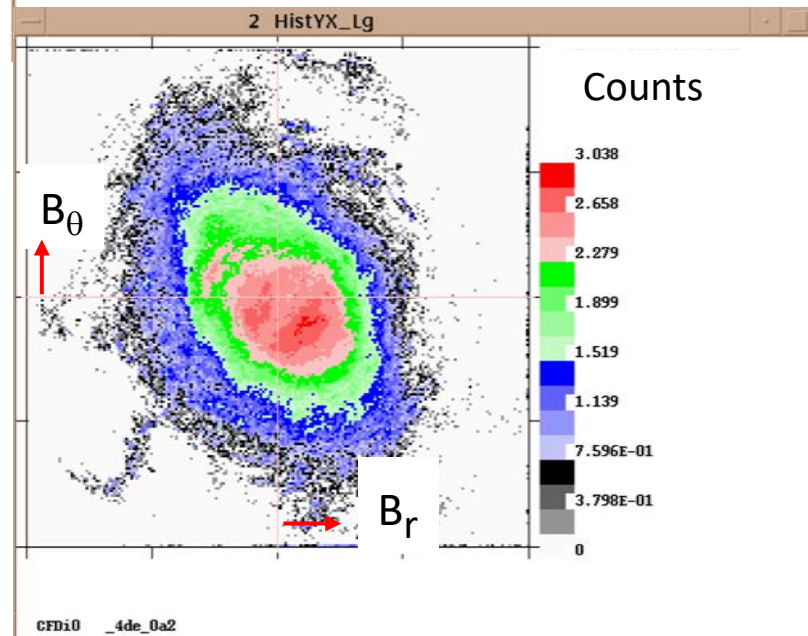 2 HistYX_Lg
Counts
3.038
2.658
2.279
1.899
1.519
1.139
7.596E-01
3.798E-01
0
Bθ
Br
CFDi0 _4de_0a2